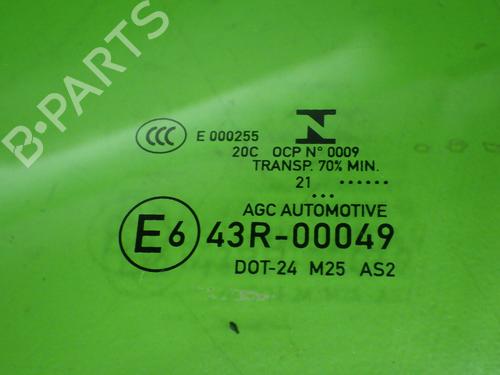 B-PARTS
CCC E 000255
20C OCP N° 0009
TRANSP. 70% MIN.
21 ...... ......
AGC AUTOMOTIVE
E6 43R-00049
DOT-24 M25 AS2